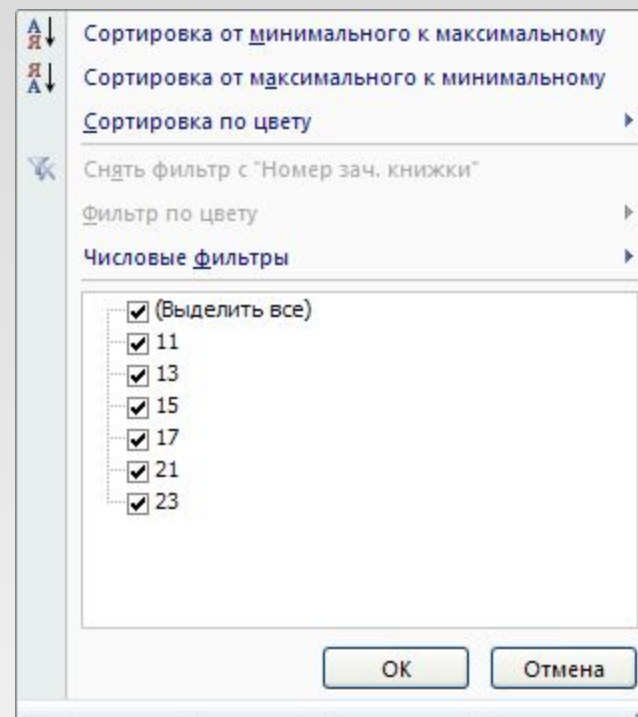 Сортировка от минимального к максимальному
Сортировка от максимального к минимальному
Сортировка по цвету
Снять фильтр с "Номер зач. книжки"
Фильтр по цвету
Числовые фильтры
(Выделить все)
11
13
15
17
21
23
ОК Отмена